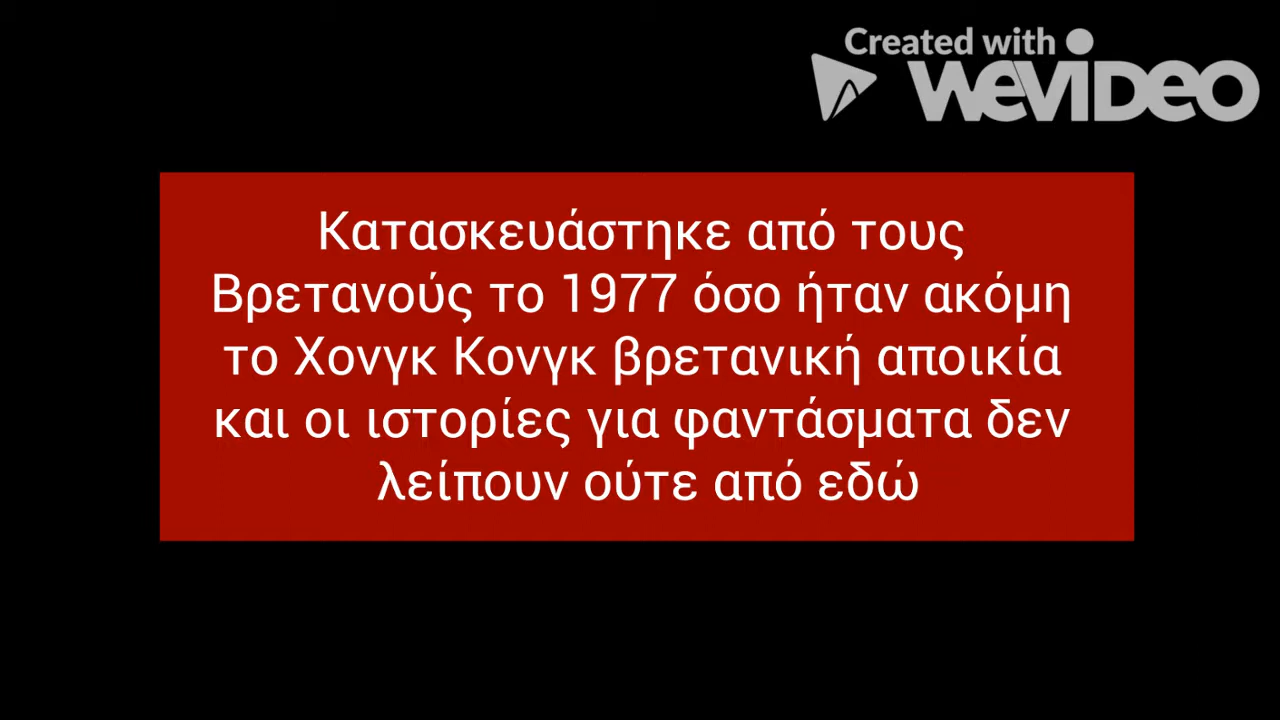 Created with
WEVIDEO
Κατασκευάστηκε από τους
Βρετανούς το 1977 όσο ήταν ακόμη
το Χονγκ Κονγκ βρετανική αποικία
και οι ιστορίες για φαντάσματα δεν
λείπουν ούτε από εδώ